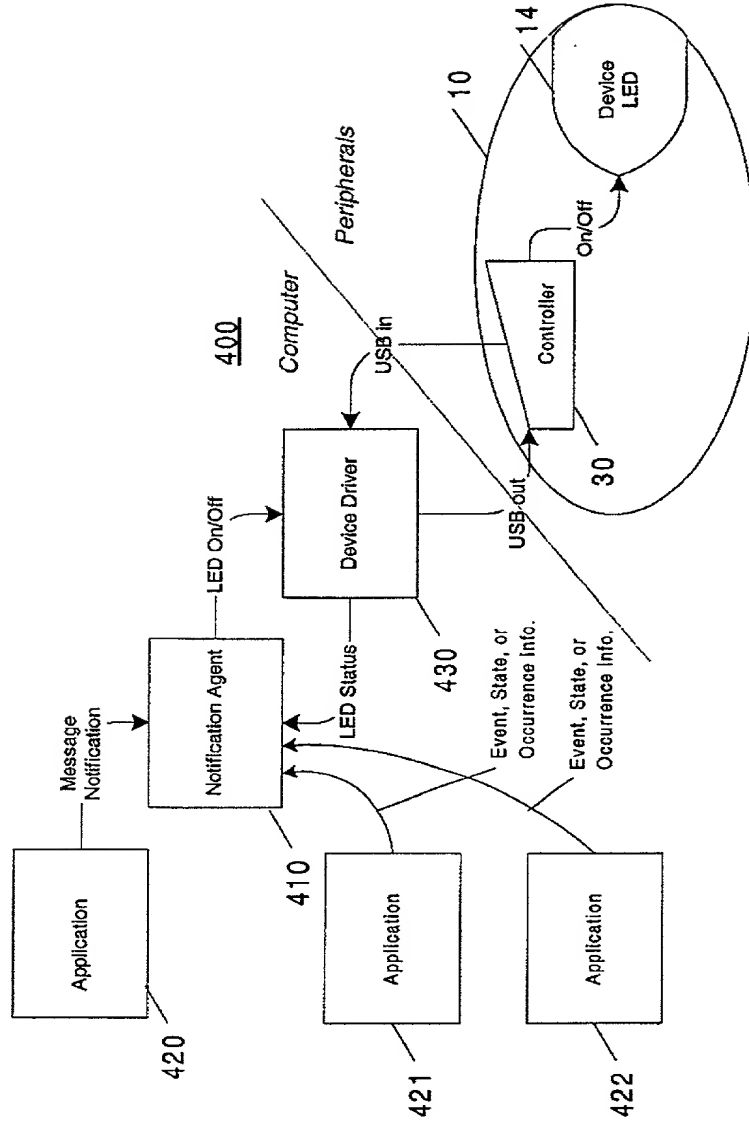 Application
420
Message
Notification
Notification Agent
410
LED On/Off
LED Status
Device Driver
430
Application
421
Application
422
Event, State, or
Occurrence Info.
Event, State, or
Occurrence Info.
400
Computer
Peripherals
USB in
USB out
Controller
30
On/Off
10
14
Device
LED